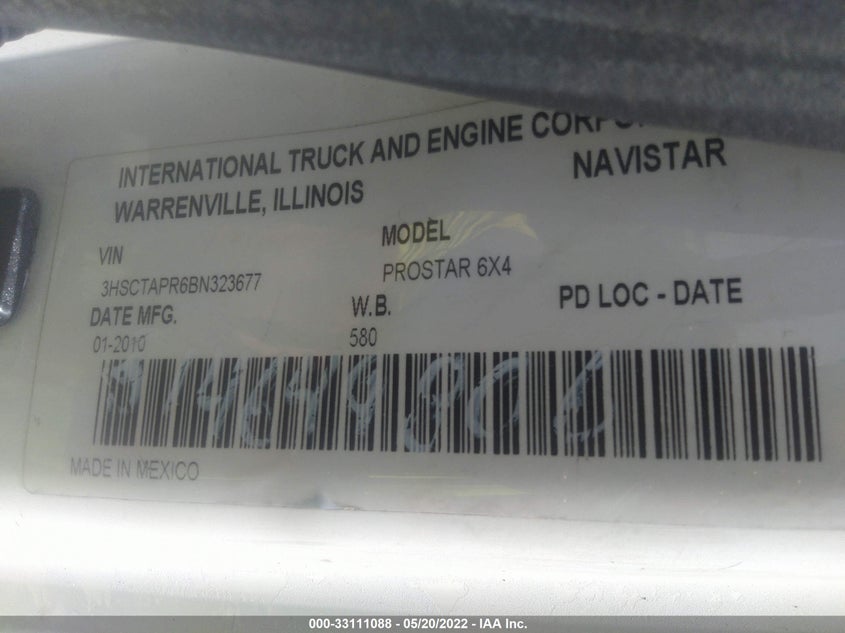 INTERNATIONAL TRUCK AND ENGINE
NAVISTAR
WARRENVILLE, ILLINOIS
VIN
MODEL
3HSCTAPR6BN323677
PROSTAR 6X4
DATE MFG.
W.B.
PD LOC - DATE
01-2010
580
MADE IN MEXICO
000-33111088 - 05/20/2022 - IAA Inc.